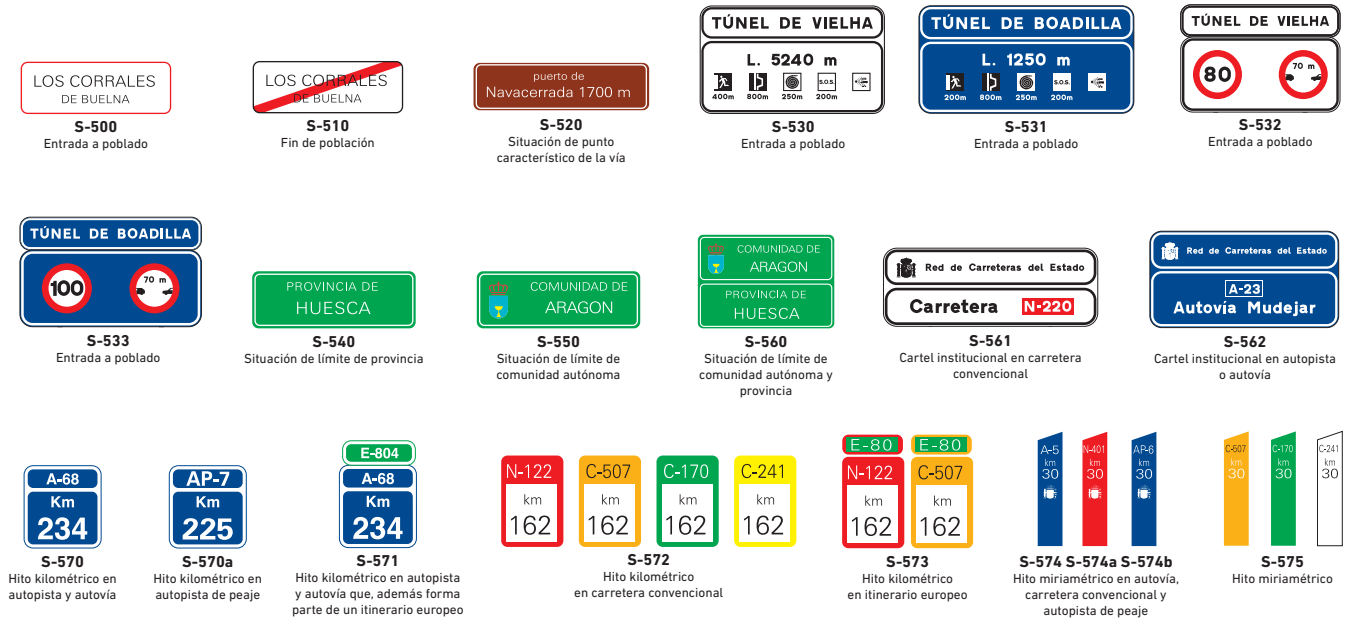 LOS CORRALES
DE BUELNA
S-500
Entrada a poblado
LOS CORRALES
DE BUELNA
S-510
Fin de población
puerto de
Navacerrada 1700 m
S-520
Situación de punto
característico de la vía
TÚNEL DE VIELHA
L. 5240 m
S.O.S.
400m 800m 250m 200m
S-530
Entrada a poblado
TÚNEL DE BOADILLA
L. 1250 m
S.O.S.
200m 800m 250m 200m
S-531
Entrada a poblado
TÚNEL DE VIELHA
80
70 m
S-532
Entrada a poblado
TÚNEL DE BOADILLA
100
70 m
S-533
Entrada a poblado
PROVINCIA DE
HUESCA
S-540
Situación de límite de provincia
COMUNIDAD DE
ARAGON
S-550
Situación de límite de
comunidad autónoma
COMUNIDAD DE
ARAGON
PROVINCIA DE
HUESCA
S-560
Situación de límite de
comunidad autónoma y
provincia
Red de Carreteras del Estado
Carretera N-220
S-561
Cartel institucional en carretera
convencional
Red de Carreteras del Estado
A-23
Autovía Mudejar
S-562
Cartel institucional en autopista
o autovía
A-68
Km
234
S-570
Hito kilométrico en
autopista y autovía
AP-7
Km
225
S-570a
Hito kilométrico en
autopista de peaje
E-804
A-68
Km
234
S-571
Hito kilométrico en autopista
y autovía que, además forma
parte de un itinerario europeo
N-122
km
162
C-507
km
162
C-170
km
162
C-241
km
162
S-572
Hito kilométrico
en carretera convencional
E-80
N-122
km
162
E-80
C-507
km
162
S-573
Hito kilométrico
en itinerario europeo
A-5
km
30
N-401
km
30
AP-6
km
30
S-574 S-574a S-574b
Hito miriamétrico en autovía,
carretera convencional y
autopista de peaje
C-507
km
30
C-170
km
30
C-241
km
30
S-575
Hito miriamétrico